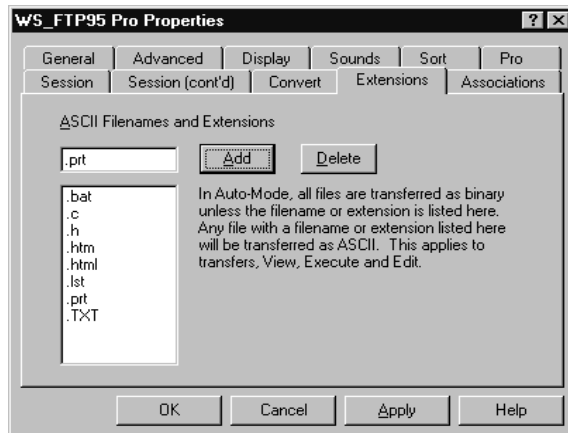 WS_FTP95 Pro Properties
General Advanced Display Sounds Sort Pro
Session Session (cont'd) Convert Extensions Associations
ASCII Filenames and Extensions
.prt Add Delete
.bat
.c
.h
.htm
.html
.lst
.prt
.TXT
In Auto-Mode, all files are transferred as binary
unless the filename or extension is listed here.
Any file with a filename or extension listed here
will be transferred as ASCII. This applies to
transfers, View, Execute and Edit.
OK Cancel Apply Help